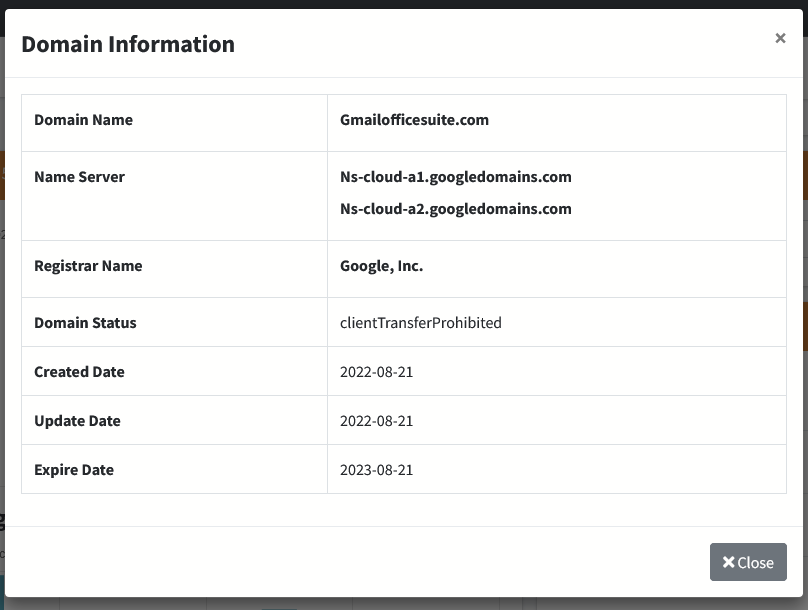 Domain Information
×
Domain Name Gmailofficesuite.com
Name Server Ns-cloud-a1.googledomains.com
Ns-cloud-a2.googledomains.com
Registrar Name Google, Inc.
Domain Status clientTransferProhibited
Created Date 2022-08-21
Update Date 2022-08-21
Expire Date 2023-08-21
Close